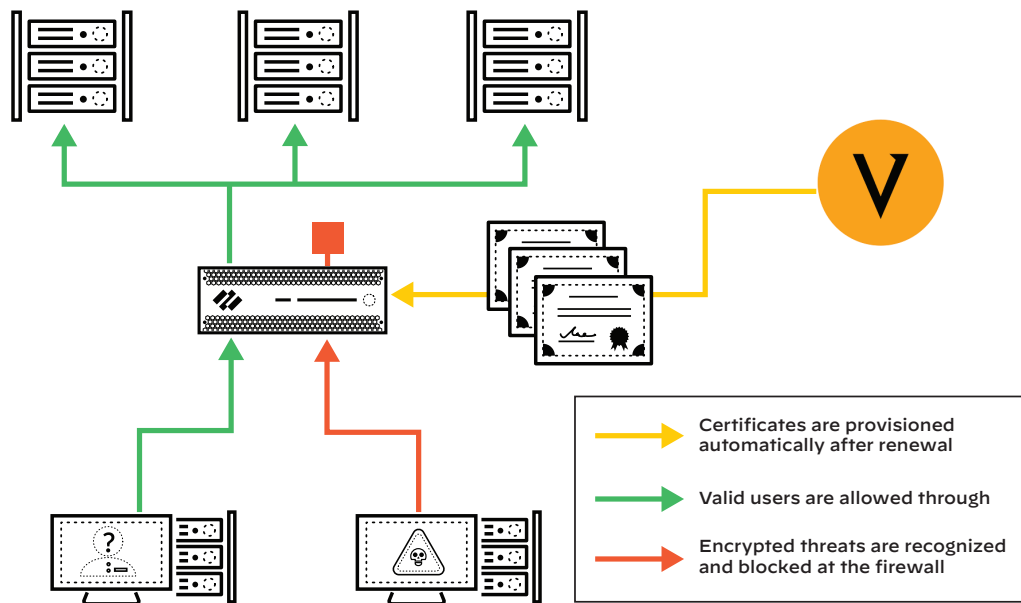 V
?
Certificates are provisioned
automatically after renewal
Valid users are allowed through
Encrypted threats are recognized
and blocked at the firewall